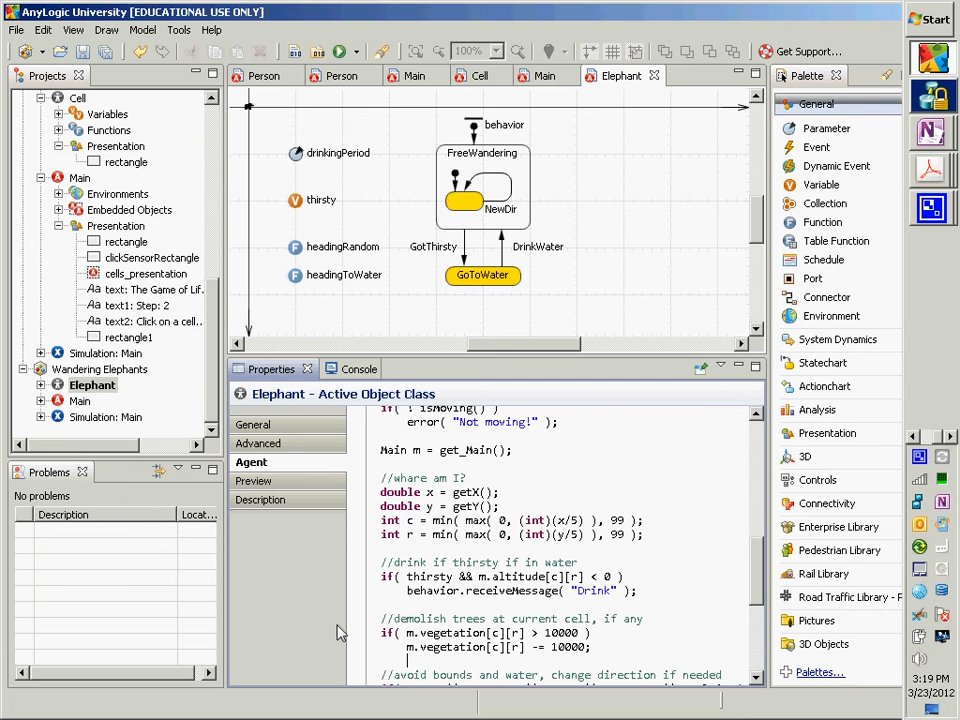 AnyLogic University [EDUCATIONAL USE ONLY]
File Edit View Draw Model Tools Help
100% Get Support...
Projects
Cell
Variables
Functions
Presentation
rectangle
Main
Environments
Embedded Objects
Presentation
rectangle
clickSensorRectangle
cells_presentation
text: The Game of Lif..
text1: Step: 2
text2: Click on a cell..
rectangle1
Simulation: Main
Wandering Elephants
Elephant
Main
Simulation: Main
Problems
No problems
Description Locat...
Person Person Main Cell Main Elephant
behavior
drinkingPeriod
FreeWandering
thirsty
NewDir
headingRandom
GotThirsty
DrinkWater
headingToWater
GoToWater
Properties Console
Elephant - Active Object Class
General
Advanced
Agent
Preview
Description
if( ! isMoving() )
error( "Not moving!" );
Main m = get_Main();
//whare am I?
double x = getX();
double y = getY();
int c = min( max( 0, (int)(x/5) ), 99 );
int r = min( max( 0, (int)(y/5) ), 99 );
//drink if thirsty if in water
if( thirsty && m.altitude[c][r] < 0 )
behavior.receiveMessage( "Drink" );
//demolish trees at current cell, if any
if( m.vegetation[c][r] > 10000 )
m.vegetation[c][r] -= 10000;
//avoid bounds and water, change direction if needed
Palette
General
Parameter
Event
Dynamic Event
Variable
Collection
Function
Table Function
Schedule
Port
Connector
Environment
System Dynamics
Statechart
Actionchart
Analysis
Presentation
3D
Controls
Connectivity
Enterprise Library
Pedestrian Library
Rail Library
Road Traffic Library - P
Pictures
3D Objects
Palettes...
Start
3:19 PM
3/23/2012